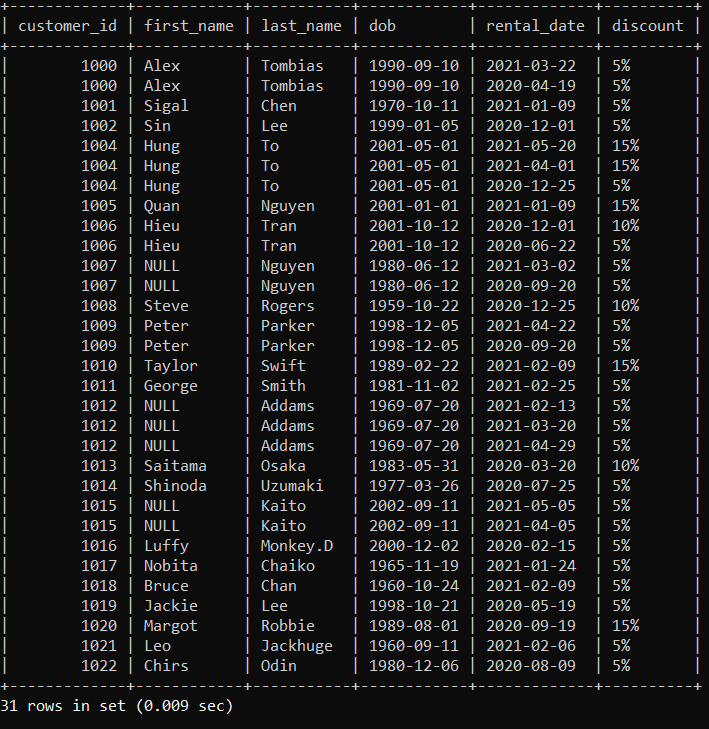 +-------------+------------+-----------+------------+-------------+----------+
| customer_id | first_name | last_name | dob        | rental_date | discount |
+-------------+------------+-----------+------------+-------------+----------+
|        1000 | Alex       | Tombias   | 1990-09-10 | 2021-03-22  | 5%       |
|        1000 | Alex       | Tombias   | 1990-09-10 | 2020-04-19  | 5%       |
|        1001 | Sigal      | Chen      | 1970-10-11 | 2021-01-09  | 5%       |
|        1002 | Sin        | Lee       | 1999-01-05 | 2020-12-01  | 5%       |
|        1004 | Hung       | To        | 2001-05-01 | 2021-05-20  | 15%      |
|        1004 | Hung       | To        | 2001-05-01 | 2021-04-01  | 15%      |
|        1004 | Hung       | To        | 2001-05-01 | 2020-12-25  | 5%       |
|        1005 | Quan       | Nguyen    | 2001-01-01 | 2021-01-09  | 15%      |
|        1006 | Hieu       | Tran      | 2001-10-12 | 2020-12-01  | 10%      |
|        1006 | Hieu       | Tran      | 2001-10-12 | 2020-06-22  | 5%       |
|        1007 | NULL       | Nguyen    | 1980-06-12 | 2021-03-02  | 5%       |
|        1007 | NULL       | Nguyen    | 1980-06-12 | 2020-09-20  | 5%       |
|        1008 | Steve      | Rogers    | 1959-10-22 | 2020-12-25  | 10%      |
|        1009 | Peter      | Parker    | 1998-12-05 | 2021-04-22  | 5%       |
|        1009 | Peter      | Parker    | 1998-12-05 | 2020-09-20  | 5%       |
|        1010 | Taylor     | Swift     | 1989-02-22 | 2021-02-09  | 15%      |
|        1011 | George     | Smith     | 1981-11-02 | 2021-02-25  | 5%       |
|        1012 | NULL       | Addams    | 1969-07-20 | 2021-02-13  | 5%       |
|        1012 | NULL       | Addams    | 1969-07-20 | 2021-03-20  | 5%       |
|        1012 | NULL       | Addams    | 1969-07-20 | 2021-04-29  | 5%       |
|        1013 | Saitama    | Osaka     | 1983-05-31 | 2020-03-20  | 10%      |
|        1014 | Shinoda    | Uzumaki   | 1977-03-26 | 2020-07-25  | 5%       |
|        1015 | NULL       | Kaito     | 2002-09-11 | 2021-05-05  | 5%       |
|        1015 | NULL       | Kaito     | 2002-09-11 | 2021-04-05  | 5%       |
|        1016 | Luffy      | Monkey.D  | 2000-12-02 | 2020-02-15  | 5%       |
|        1017 | Nobita     | Chaiko    | 1965-11-19 | 2021-01-24  | 5%       |
|        1018 | Bruce      | Chan      | 1960-10-24 | 2021-02-09  | 5%       |
|        1019 | Jackie     | Lee       | 1998-10-21 | 2020-05-19  | 5%       |
|        1020 | Margot     | Robbie    | 1989-08-01 | 2020-09-19  | 15%      |
|        1021 | Leo        | Jackhuge  | 1960-09-11 | 2021-02-06  | 5%       |
|        1022 | Chirs      | Odin      | 1980-12-06 | 2020-08-09  | 5%       |
+-------------+------------+-----------+------------+-------------+----------+
31 rows in set (0.009 sec)